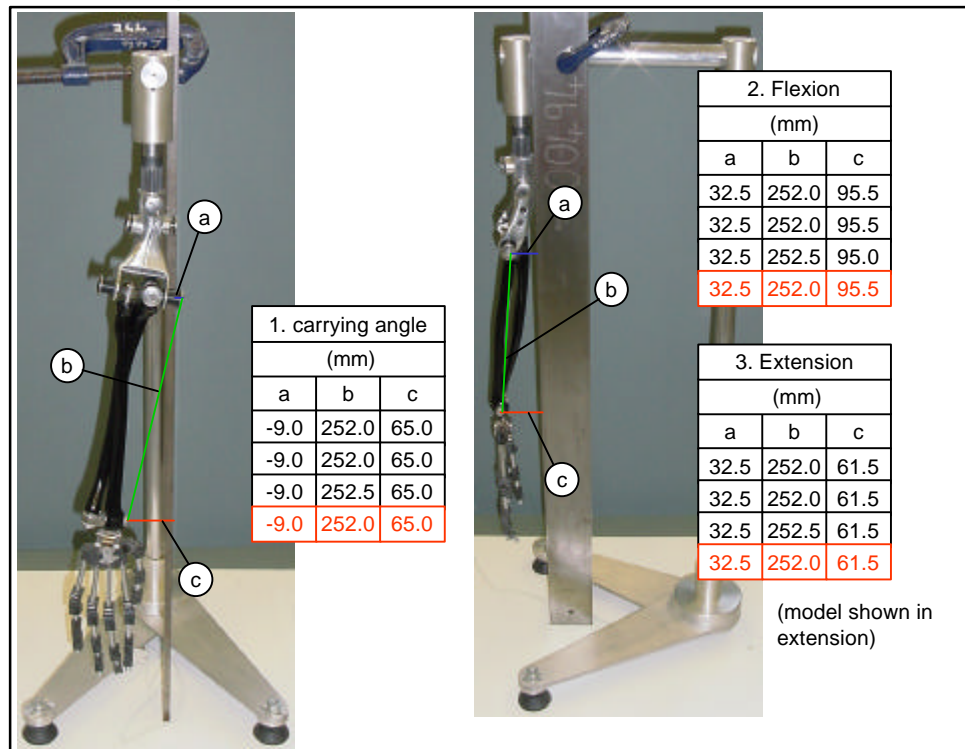 a
b
c
1. carrying angle
(mm)
a b c
-9.0 252.0 65.0
-9.0 252.0 65.0
-9.0 252.5 65.0
-9.0 252.0 65.0
a
b
c
2. Flexion
(mm)
a b c
32.5 252.0 95.5
32.5 252.0 95.5
32.5 252.5 95.0
32.5 252.0 95.5
3. Extension
(mm)
a b c
32.5 252.0 61.5
32.5 252.0 61.5
32.5 252.5 61.5
32.5 252.0 61.5
(model shown in
extension)